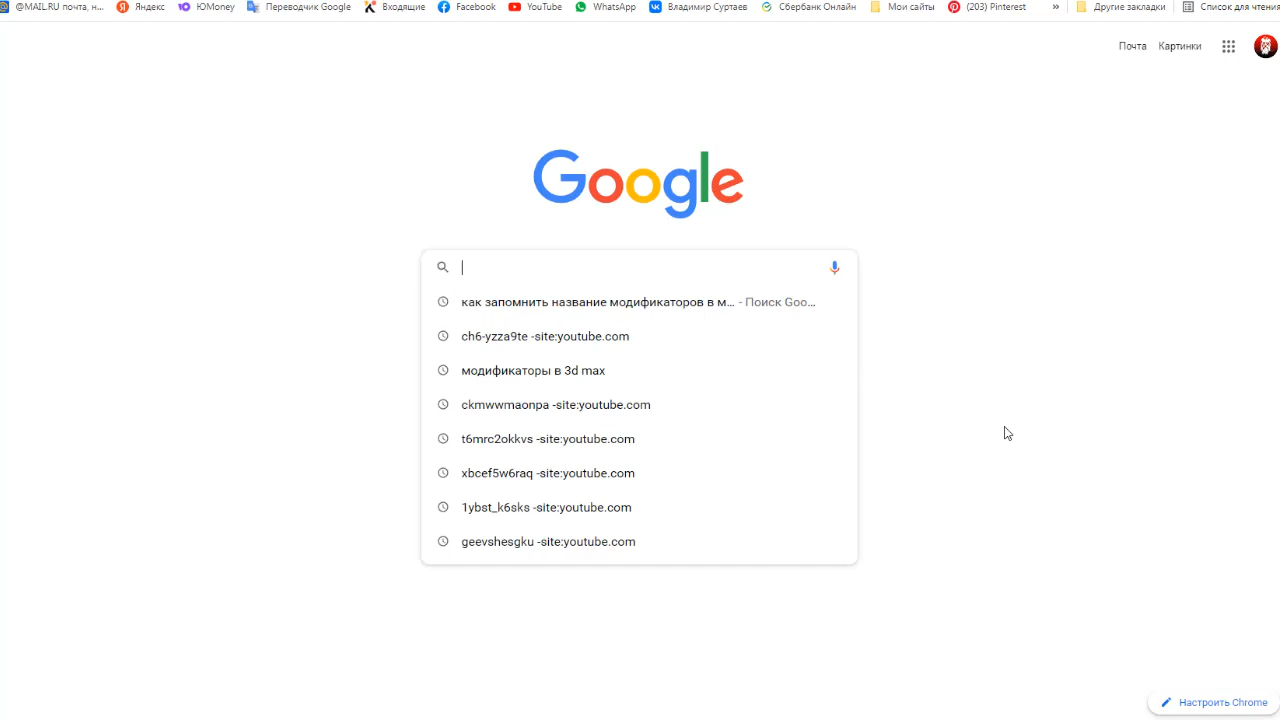 @MAIL.RU почта, н... Яндекс ЮMoney Переводчик Google Входящие Facebook YouTube WhatsApp Владимир Суртаев Сбербанк Онлайн Мои сайты (203) Pinterest » Другие закладки Список для чтения
Почта Картинки
Google
как запомнить название модификаторов в м... - Поиск Goo...
ch6-yzza9te -site:youtube.com
модификаторы в 3d max
ckmwwmaonpa -site:youtube.com
t6mrc2okkvs -site:youtube.com
xbcef5w6raq -site:youtube.com
1ybst_k6sks -site:youtube.com
geevshesgku -site:youtube.com
Настроить Chrome